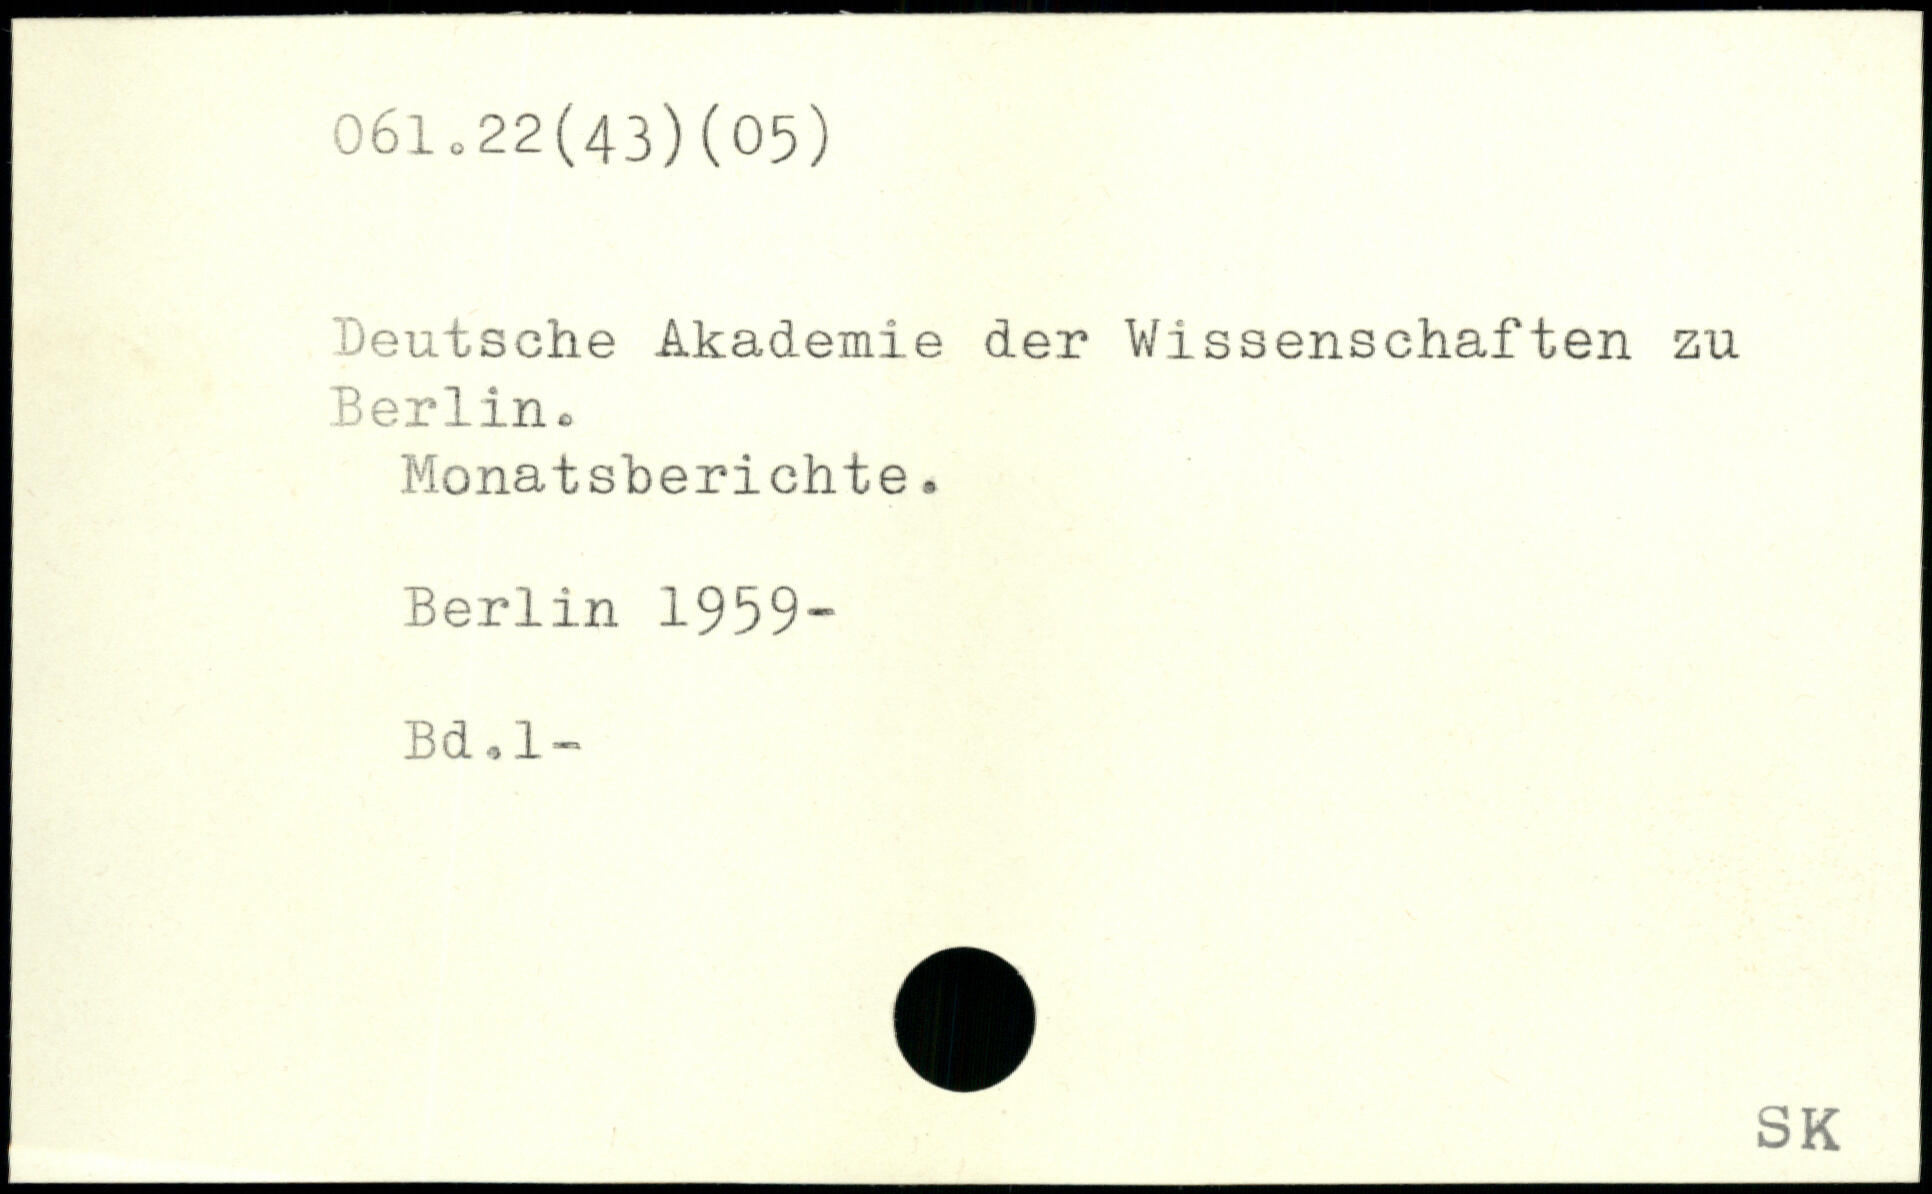 061.22(43)(05)
Deutsche Akademie der Wissenschaften zu
Berlin.
Monatsberichte.
Berlin 1959-
Bd.1-
SK